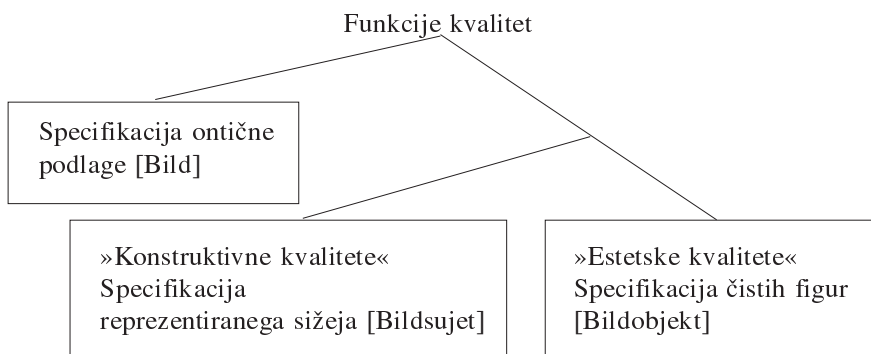 Funkcije kvalitet
Specifikacija ontične
podlage [Bild]
»Konstruktivne kvalitete«
Specifikacija
reprezentiranega sižeja [Bildsujet]
»Estetske kvalitete«
Specifikacija čistih figur
[Bildobjekt]